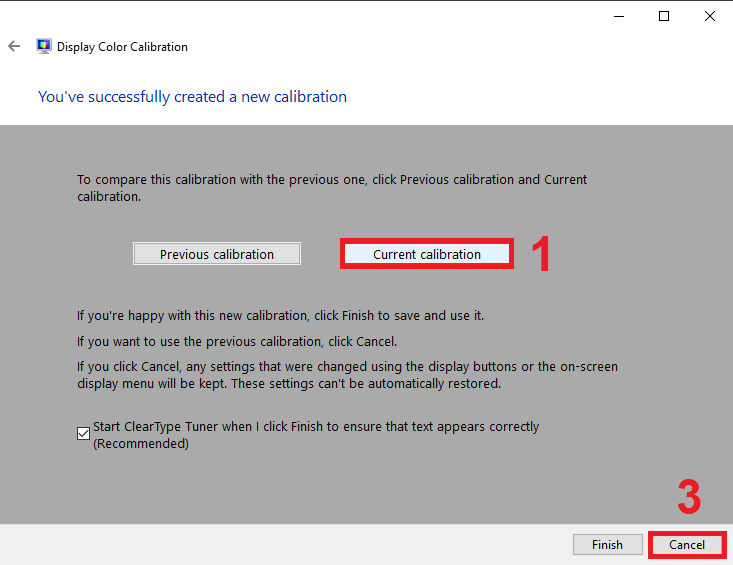 Display Color Calibration
You've successfully created a new calibration
To compare this calibration with the previous one, click Previous calibration and Current
calibration.
Previous calibration
Current calibration
1
If you're happy with this new calibration, click Finish to save and use it.
If you want to use the previous calibration, click Cancel.
If you click Cancel, any settings that were changed using the display buttons or the on-screen
display menu will be kept. These settings can't be automatically restored.
Start ClearType Tuner when I click Finish to ensure that text appears correctly
(Recommended)
3
Finish
Cancel